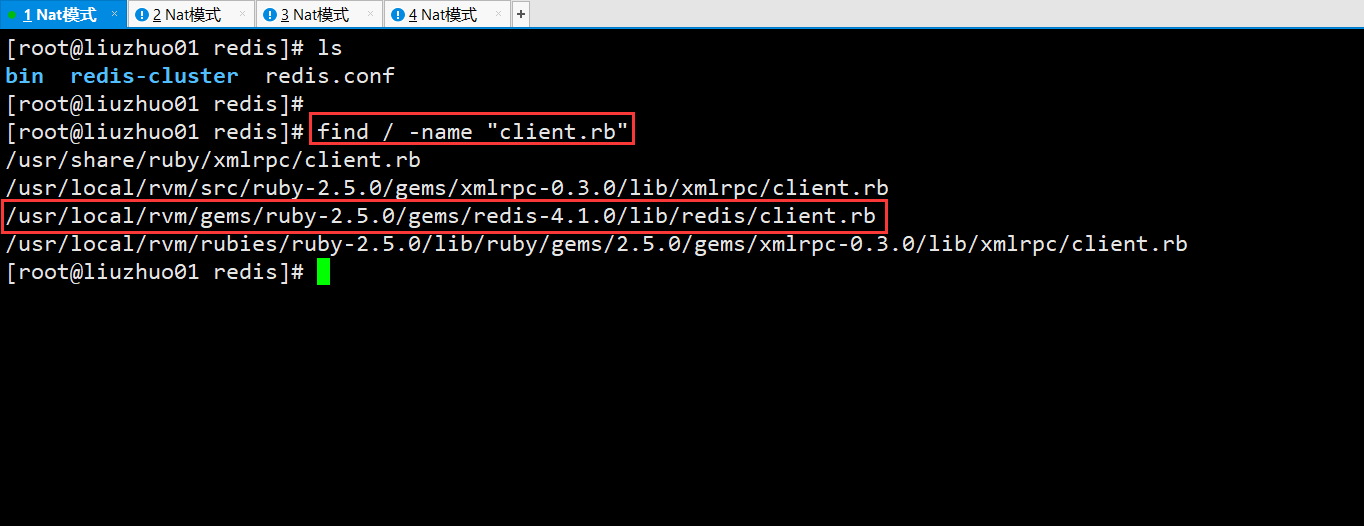 1 Nat模式 × 2 Nat模式 × 3 Nat模式 × 4 Nat模式 × +
[root@liuzhuo01 redis]# ls
bin  redis-cluster  redis.conf
[root@liuzhuo01 redis]#
[root@liuzhuo01 redis]# find / -name "client.rb"
/usr/share/ruby/xmlrpc/client.rb
/usr/local/rvm/src/ruby-2.5.0/gems/xmlrpc-0.3.0/lib/xmlrpc/client.rb
/usr/local/rvm/gems/ruby-2.5.0/gems/redis-4.1.0/lib/redis/client.rb
/usr/local/rvm/rubies/ruby-2.5.0/lib/ruby/gems/2.5.0/gems/xmlrpc-0.3.0/lib/xmlrpc/client.rb
[root@liuzhuo01 redis]#